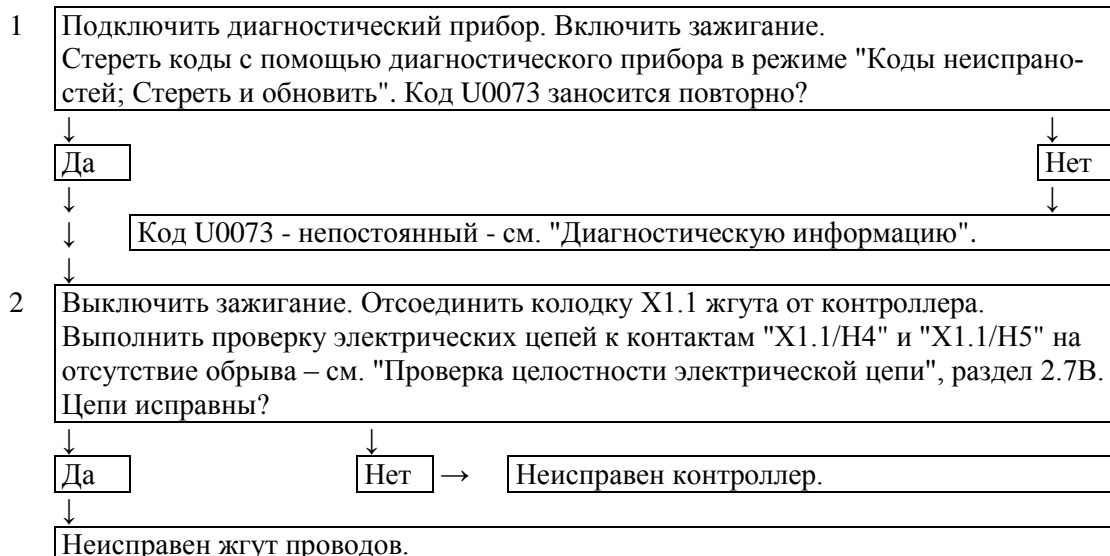 1 Подключить диагностический прибор. Включить зажигание.
Стереть коды с помощью диагностического прибора в режиме "Коды неиспрано-
стей; Стереть и обновить". Код U0073 заносится повторно?
↓ ↓
Да Нет
↓ ↓
↓ Код U0073 - непостоянный - см. "Диагностическую информацию".
↓
2 Выключить зажигание. Отсоединить колодку X1.1 жгута от контроллера.
Выполнить проверку электрических цепей к контактам "X1.1/H4" и "X1.1/H5" на
отсутствие обрыва – см. "Проверка целостности электрической цепи", раздел 2.7В.
Цепи исправны?
↓ ↓
Да Нет → Неисправен контроллер.
↓
Неисправен жгут проводов.